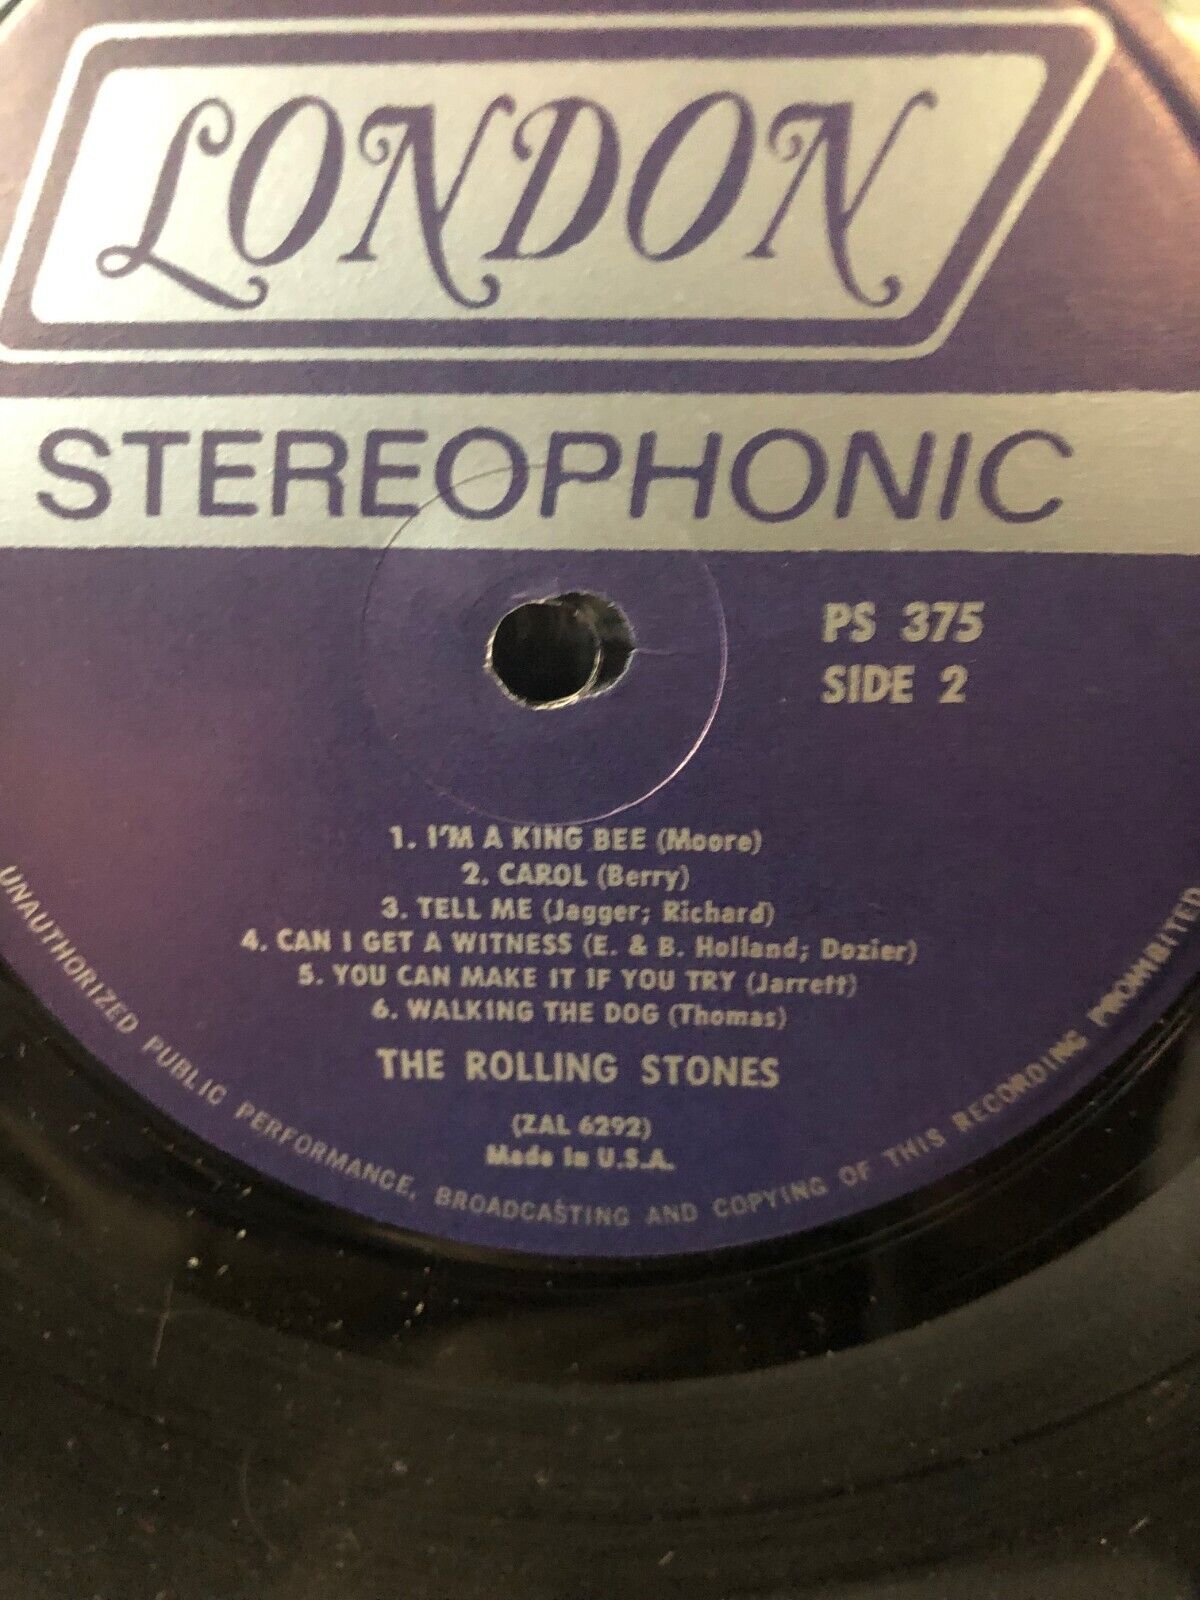 LONDON
STEREOPHONIC
PS 375
SIDE 2
1. I'M A KING BEE (Moore)
2. CAROL (Berry)
3. TELL ME (Jagger; Richard)
4. CAN I GET A WITNESS (E. & B. Holland; Dozier)
5. YOU CAN MAKE IT IF YOU TRY (Jarrett)
6. WALKING THE DOG (Thomas)
THE ROLLING STONES
(ZAL 6292)
Made in U.S.A.
UNAUTHORIZED PUBLIC PERFORMANCE, BROADCASTING AND COPYING OF THIS RECORDING PROHIBITED